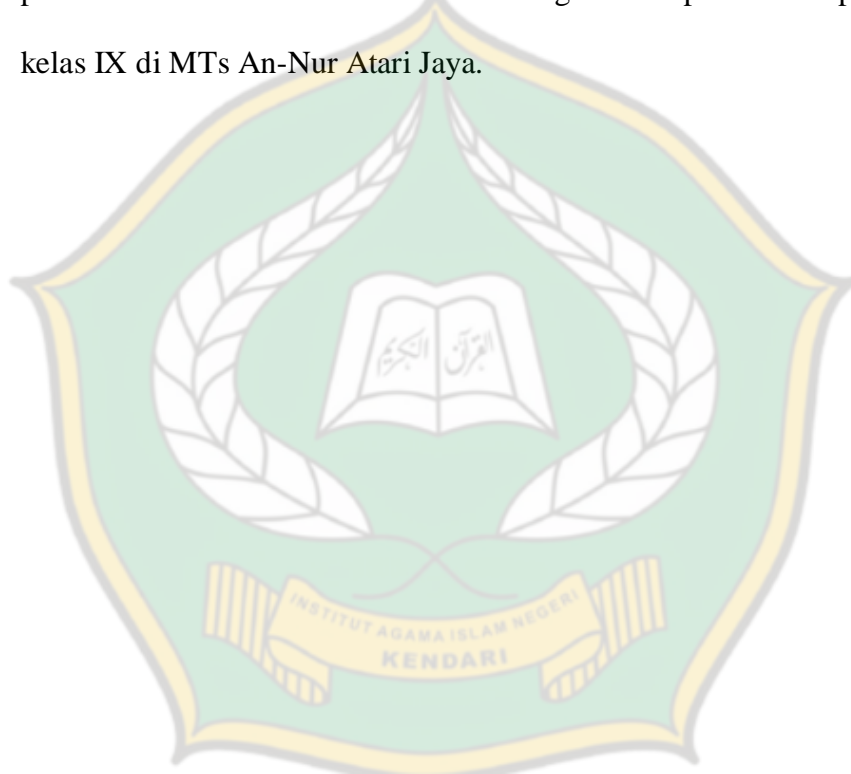 kelas IX di MTs An-Nur Atari Jaya.
القرآن الكريم
INSTITUT AGAMA ISLAM NEGERI
KENDARI